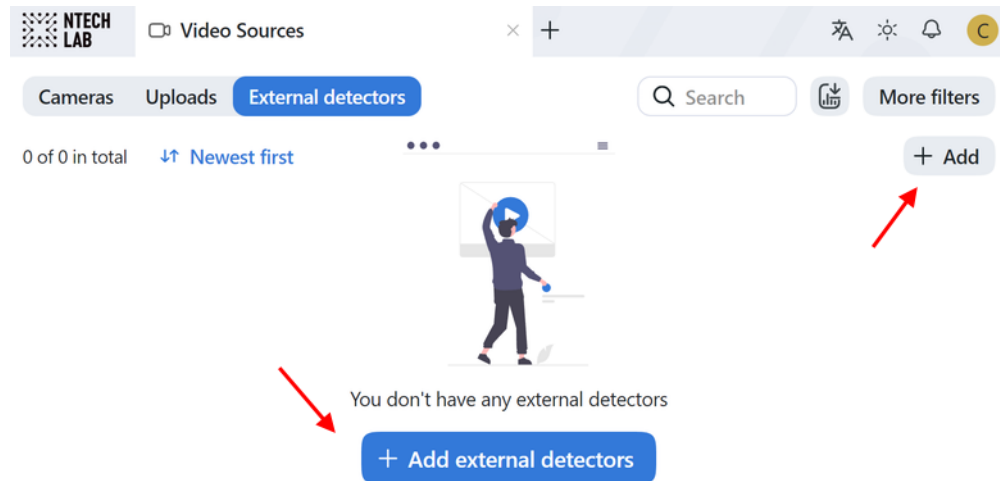 NTECH
LAB
Video Sources
C
Cameras Uploads External detectors Search More filters
0 of 0 in total Newest first + Add
You don't have any external detectors
+ Add external detectors